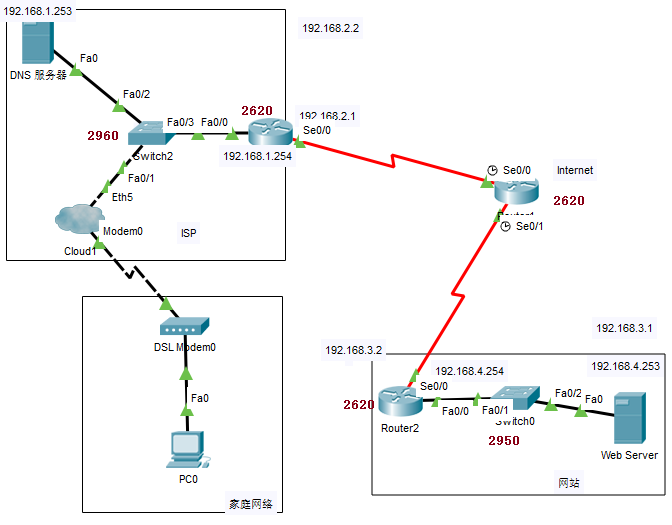 192.168.1.253
192.168.2.2
Fa0
DNS 服务器
Fa0/2
2620
192.168.2.1
Fa0/3
Fa0/0
Se0/0
2960
Switch2
192.168.1.254
Fa0/1
Se0/0
Internet
Eth5
2620
Router1
Modem0
Se0/1
ISP
Cloud1
192.168.3.1
DSL Modem0
192.168.3.2
192.168.4.254
192.168.4.253
Se0/0
Fa0/2
Fa0
Fa0
2620
Fa0/0
Fa0/1
Switch0
Router2
2950
Web Server
PC0
网站
家庭网络